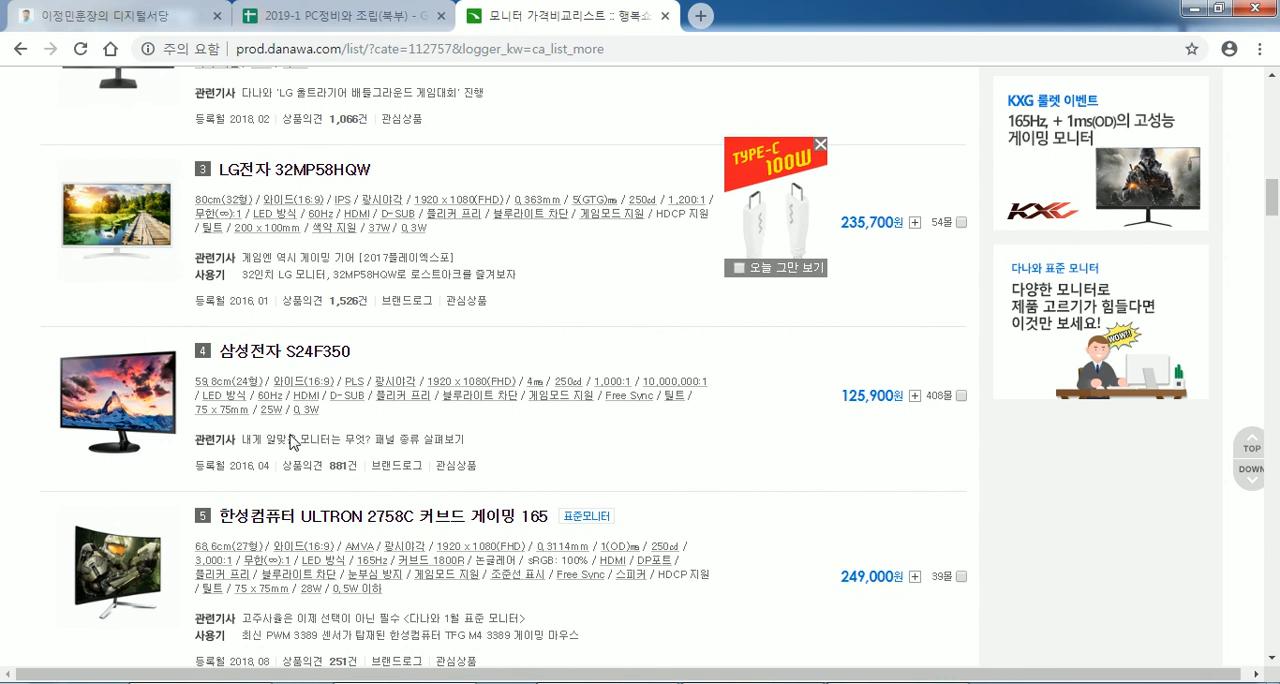 이정민훈장의 디지털서당
2019-1 PC정비와 조립(북부) - G
모니터 가격비교리스트 :: 행복쇼
주의 요함 | prod.danawa.com/list/?cate=112757&logger_kw=ca_list_more
관련기사 다나와 'LG 울트라기어 배틀그라운드 게임대회' 진행
등록월 2018.02 상품의견 1,066건 관심상품
3 LG전자 32MP58HQW
80cm(32형) / 와이드(16:9) / IPS / 광시야각 / 1920 x 1080(FHD) / 0.363mm / 5(GTG)㎳ / 250㏅ / 1,200:1 /
무한(∞):1 / LED 방식 / 60Hz / HDMI / D-SUB / 플리커 프리 / 블루라이트 차단 / 게임모드 지원 / HDCP 지원
/ 틸트 / 200 x 100mm / 색약 지원 / 37W / 0.3W
관련기사 게임엔 역시 게이밍 기어 [2017플레이엑스포]
사용기 32인치 LG 모니터, 32MP58HQW로 로스트아크를 즐겨보자
등록월 2016.01 상품의견 1,526건 브랜드로그 관심상품
TYPE-C
100W
오늘 그만 보기
235,700원 54몰
4 삼성전자 S24F350
59.8cm(24형) / 와이드(16:9) / PLS / 광시야각 / 1920 x 1080(FHD) / 4㎳ / 250㏅ / 1,000:1 / 10,000,000:1
/ LED 방식 / 60Hz / HDMI / D-SUB / 플리커 프리 / 블루라이트 차단 / 게임모드 지원 / Free Sync / 틸트 /
75 x 75mm / 25W / 0.3W
관련기사 내게 알맞은 모니터는 무엇? 패널 종류 살펴보기
등록월 2016.04 상품의견 881건 브랜드로그 관심상품
125,900원 408몰
5 한성컴퓨터 ULTRON 2758C 커브드 게이밍 165 표준모니터
68.6cm(27형) / 와이드(16:9) / AMVA / 광시야각 / 1920 x 1080(FHD) / 0.3114mm / 1(OD)㎳ / 250㏅ /
3,000:1 / 무한(∞):1 / LED 방식 / 165Hz / 커브드 1800R / 논글레어 / sRGB: 100% / HDMI / DP포트 /
플리커 프리 / 블루라이트 차단 / 눈부심 방지 / 게임모드 지원 / 조준선 표시 / Free Sync / 스피커 / HDCP 지원
/ 틸트 / 75 x 75mm / 28W / 0.5W 이하
관련기사 고주사율은 이제 선택이 아닌 필수 <다나와 1월 표준 모니터>
사용기 최신 PWM 3389 센서가 탑재된 한성컴퓨터 TFG M4 3389 게이밍 마우스
등록월 2018.08 상품의견 251건 브랜드로그 관심상품
249,000원 39몰
KXG 룰렛 이벤트
165Hz, + 1ms(OD)의 고성능
게이밍 모니터
KXG
다나와 표준 모니터
다양한 모니터로
제품 고르기가 힘들다면
이것만 보세요!
WOW!!
TOP
DOWN